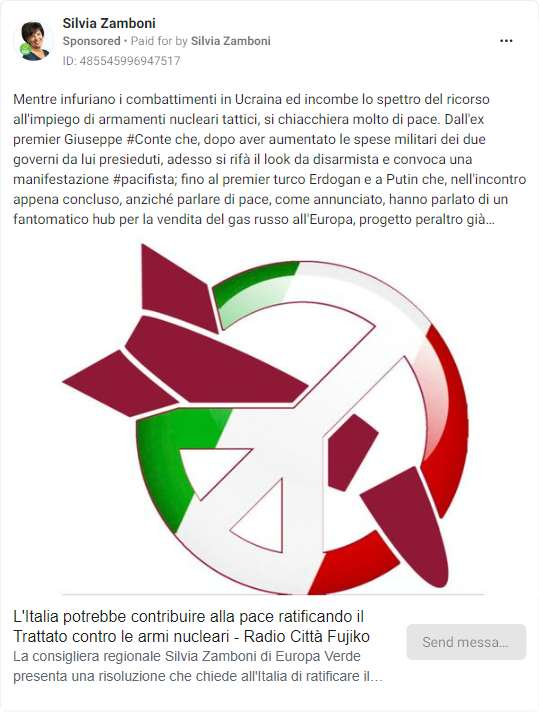 Silvia Zamboni
Sponsored • Paid for by Silvia Zamboni
ID: 485545996947517
Mentre infuriano i combattimenti in Ucraina ed incombe lo spettro del ricorso
all'impiego di armamenti nucleari tattici, si chiacchiera molto di pace. Dall'ex
premier Giuseppe #Conte che, dopo aver aumentato le spese militari dei due
governi da lui presieduti, adesso si rifà il look da disarmista e convoca una
manifestazione #pacifista; fino al premier turco Erdogan e a Putin che, nell'incontro
appena concluso, anziché parlare di pace, come annunciato, hanno parlato di un
fantomatico hub per la vendita del gas russo all'Europa, progetto peraltro già...
L'Italia potrebbe contribuire alla pace ratificando il
Trattato contro le armi nucleari - Radio Città Fujiko
La consigliera regionale Silvia Zamboni di Europa Verde
presenta una risoluzione che chiede all'Italia di ratificare il...
Send messa...